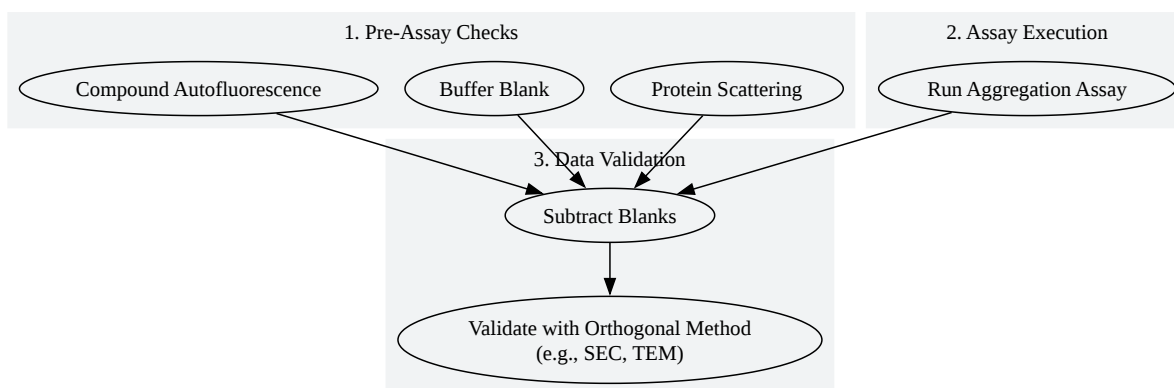 1. Pre-Assay Checks
2. Assay Execution
Compound Autofluorescence
Buffer Blank
Protein Scattering
Run Aggregation Assay
3. Data Validation
Subtract Blanks
Validate with Orthogonal Method
(e.g., SEC, TEM)